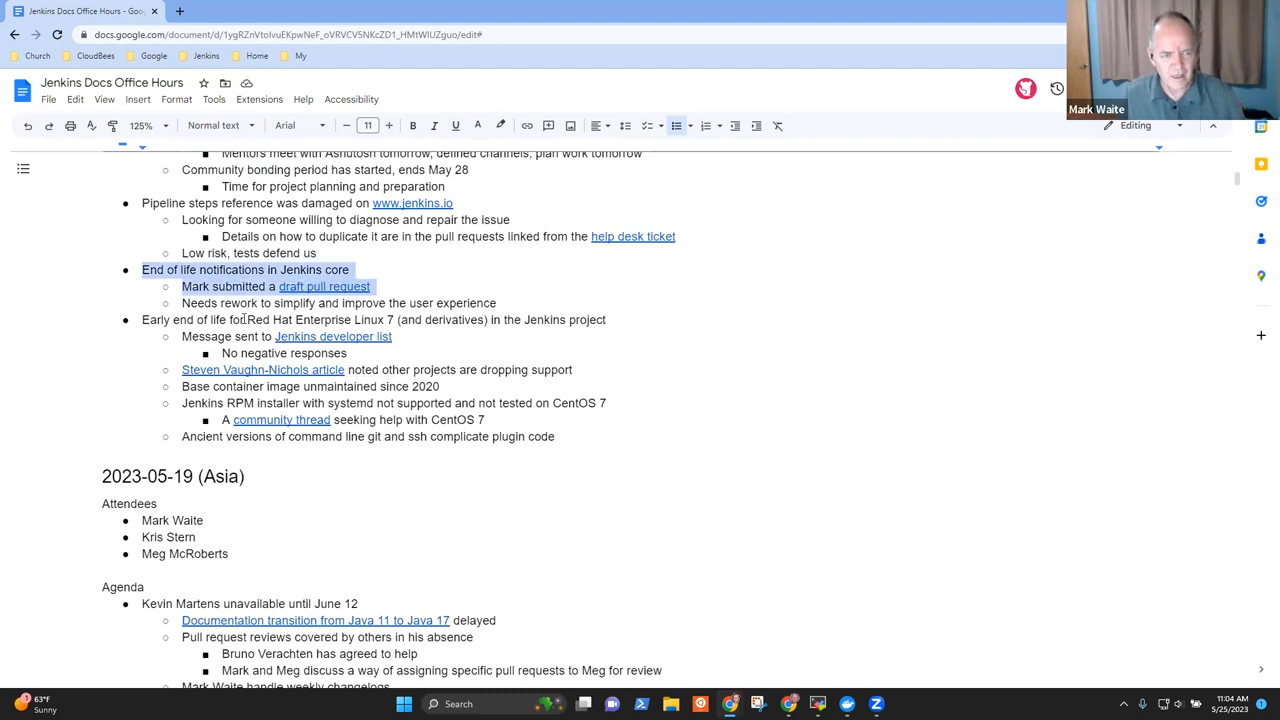 Jenkins Docs Office Hours - Goo
docs.google.com/document/d/1ygRZnVtoIvuEKpwNeF_oVRVCV5NKcZD1_HMtWIUZguo/edit#
Church CloudBees Google Jenkins Home My
Jenkins Docs Office Hours
File Edit View Insert Format Tools Extensions Help Accessibility
Mark Waite
125% Normal text Arial 11 Editing
Mentors meet with Ashutosh tomorrow, defined channels, plan work tomorrow
Community bonding period has started, ends May 28
Time for project planning and preparation
Pipeline steps reference was damaged on www.jenkins.io
Looking for someone willing to diagnose and repair the issue
Details on how to duplicate it are in the pull requests linked from the help desk ticket
Low risk, tests defend us
End of life notifications in Jenkins core
Mark submitted a draft pull request
Needs rework to simplify and improve the user experience
Early end of life for Red Hat Enterprise Linux 7 (and derivatives) in the Jenkins project
Message sent to Jenkins developer list
No negative responses
Steven Vaughn-Nichols article noted other projects are dropping support
Base container image unmaintained since 2020
Jenkins RPM installer with systemd not supported and not tested on CentOS 7
A community thread seeking help with CentOS 7
Ancient versions of command line git and ssh complicate plugin code
2023-05-19 (Asia)
Attendees
Mark Waite
Kris Stern
Meg McRoberts
Agenda
Kevin Martens unavailable until June 12
Documentation transition from Java 11 to Java 17 delayed
Pull request reviews covered by others in his absence
Bruno Verachten has agreed to help
Mark and Meg discuss a way of assigning specific pull requests to Meg for review
Mark Waite handle weekly changelogs
63°F
Sunny
Search
11:04 AM
5/25/2023